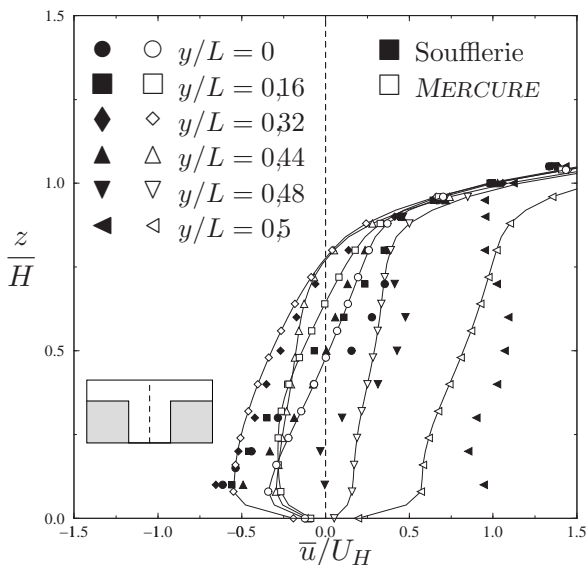 1.5
y/L = 0
y/L = 0,16
y/L = 0,32
y/L = 0,44
y/L = 0,48
y/L = 0,5
Soufflerie
MERCURE
1.0
z/H
0.5
0.0
−1.5 −1.0 −0.5 0.0 0.5 1.0 1.5
u̅/U_H